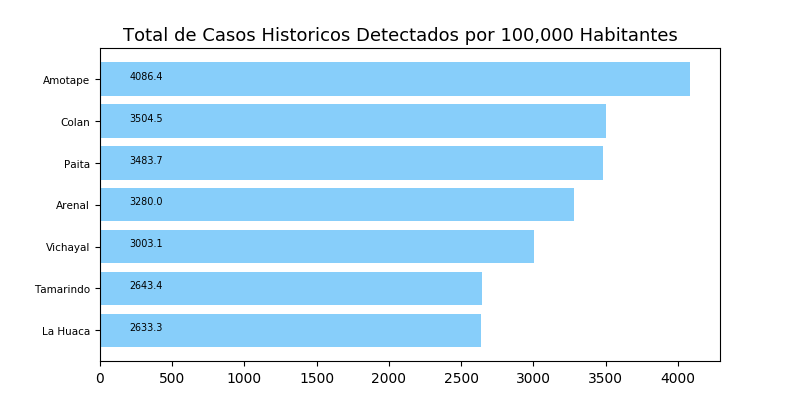 Total de Casos Historicos Detectados por 100,000 Habitantes
Amotape 4086.4
Colan 3504.5
Paita 3483.7
Arenal 3280.0
Vichayal 3003.1
Tamarindo 2643.4
La Huaca 2633.3
0 500 1000 1500 2000 2500 3000 3500 4000